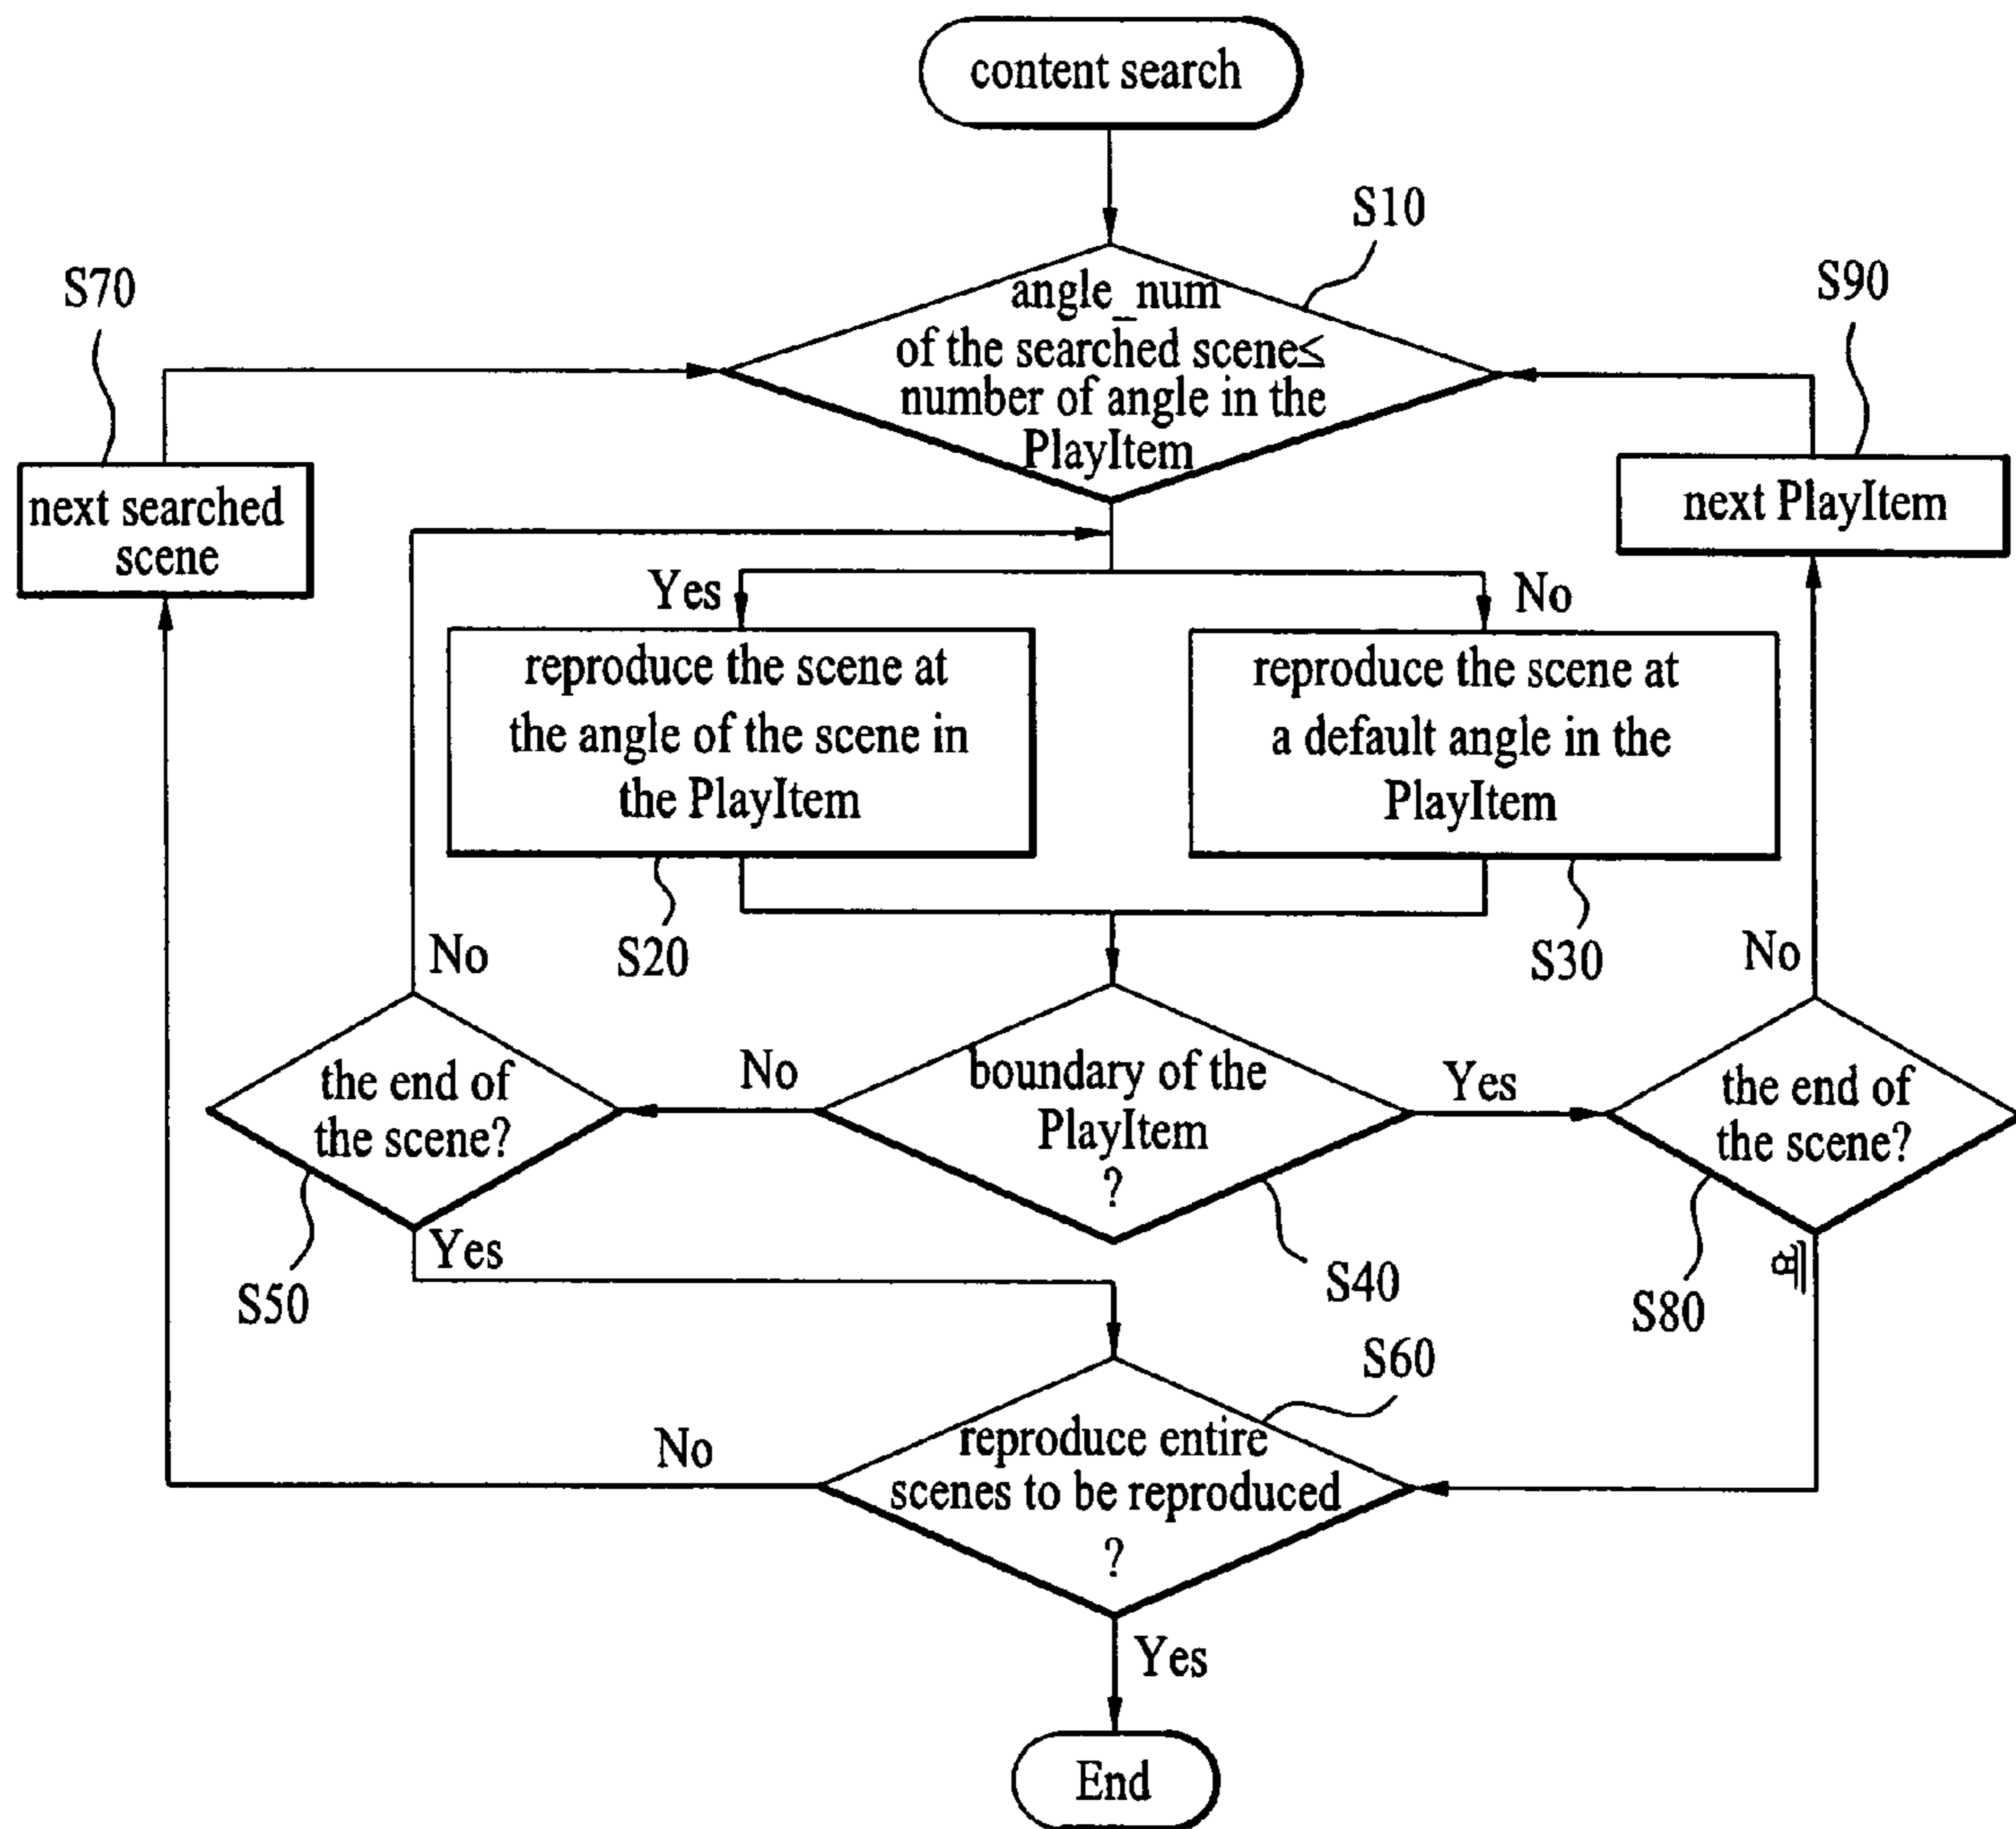 content search
S10
angle_num
of the searched scene≤
number of angle in the
PlayItem
S70
next searched
scene
S90
next PlayItem
Yes
No
reproduce the scene at
the angle of the scene in
the PlayItem
reproduce the scene at
a default angle in the
PlayItem
S20
S30
No
No
the end of
the scene?
No
boundary of the
PlayItem
?
Yes
the end of
the scene?
Yes
S50
S40
S80
예
S60
No
reproduce entire
scenes to be reproduced
?
Yes
End